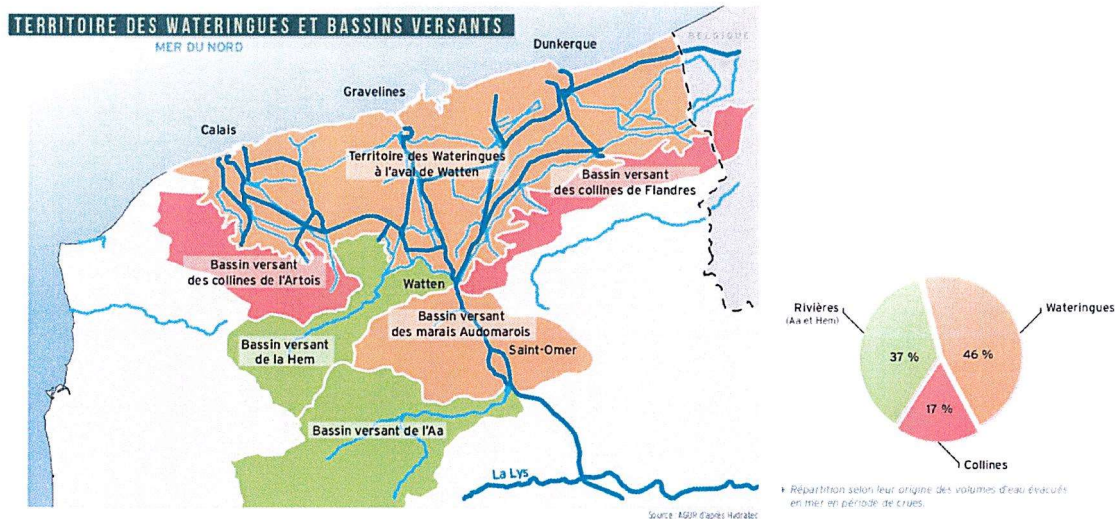 TERRITOIRE DES WATERINGUES ET BASSINS VERSANTS
MER DU NORD
BELGIQUE
Dunkerque
Gravelines
Calais
Territoire des Wateringues
à l'aval de Watten
Bassin versant
des collines de Flandres
Bassin versant
des collines de l'Artois
Watten
Bassin versant
des marais Audomarois
Bassin versant
de la Hem
Saint-Omer
Bassin versant de l'Aa
La Lys
Source : AGUR d'après Hydratec
Rivières
(Aa et Hem)
Wateringues
37 %
46 %
17 %
Collines
Répartition selon leur origine des volumes d'eau évacués
en mer en période de crues.